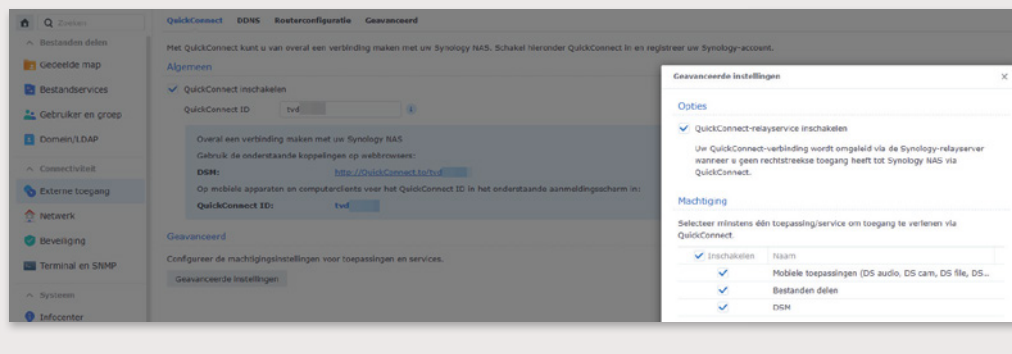 Zoeken
Bestanden delen
Gedeelde map
Bestandservices
Gebruiker en groep
Domein/LDAP
Connectiviteit
Externe toegang
Netwerk
Beveiliging
Terminal en SNMP
Systeem
Infocenter
QuickConnect DDNS Routerconfiguratie Geavanceerd
Met QuickConnect kunt u van overal een verbinding maken met uw Synology NAS. Schakel hieronder QuickConnect in en registreer uw Synology-account.
Algemeen
QuickConnect inschakelen
QuickConnect ID tvd
Overal een verbinding maken met uw Synology NAS
Gebruik de onderstaande koppelingen op webbrowsers:
DSM: http://QuickConnect.to/tvd
Op mobiele apparaten en computerclients voer het QuickConnect ID in het onderstaande aanmeldingsscherm in:
QuickConnect ID: tvd
Geavanceerd
Configureer de machtigingsinstellingen voor toepassingen en services.
Geavanceerde instellingen
Geavanceerde instellingen
Opties
QuickConnect-relayservice inschakelen
Uw QuickConnect-verbinding wordt omgeleid via de Synology-relayserver
wanneer u geen rechtstreekse toegang heeft tot Synology NAS via
QuickConnect.
Machtiging
Selecteer minstens één toepassing/service om toegang te verlenen via
QuickConnect.
Inschakelen Naam
Mobiele toepassingen (DS audio, DS cam, DS file, DS...
Bestanden delen
DSM